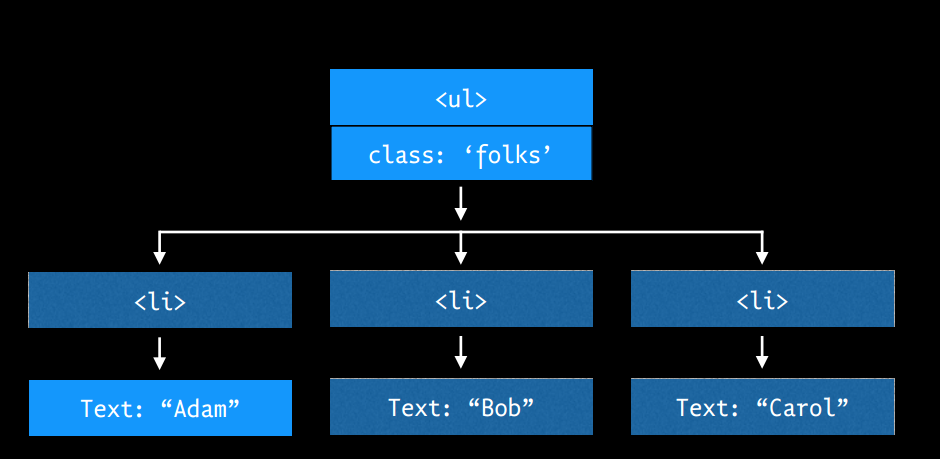 <ul>
class: ‘folks’
<li>
<li>
<li>
Text: “Adam”
Text: “Bob”
Text: “Carol”